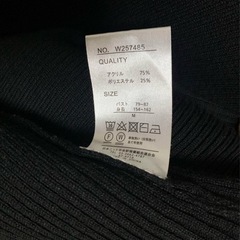 NO. W257485
QUALITY
アクリル 75%
ポリエステル 25%
SIZE
バスト 79~87
身長 154~162
M